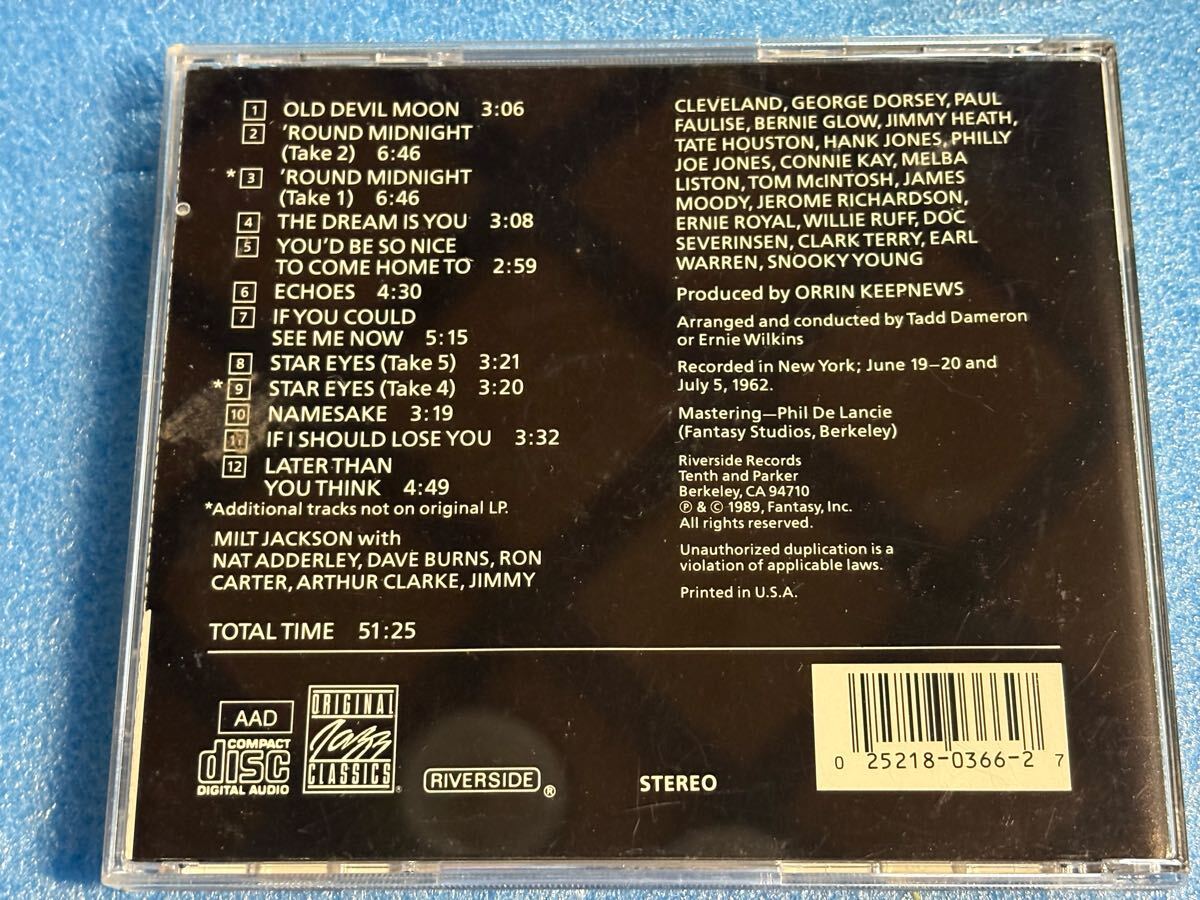 1 OLD DEVIL MOON 3:06
2 'ROUND MIDNIGHT
(Take 2) 6:46
*3 'ROUND MIDNIGHT
(Take 1) 6:46
4 THE DREAM IS YOU 3:08
5 YOU'D BE SO NICE
TO COME HOME TO 2:59
6 ECHOES 4:30
7 IF YOU COULD
SEE ME NOW 5:15
8 STAR EYES (Take 5) 3:21
*9 STAR EYES (Take 4) 3:20
10 NAMESAKE 3:19
11 IF I SHOULD LOSE YOU 3:32
12 LATER THAN
YOU THINK 4:49
*Additional tracks not on original LP.
MILT JACKSON with
NAT ADDERLEY, DAVE BURNS, RON
CARTER, ARTHUR CLARKE, JIMMY
CLEVELAND, GEORGE DORSEY, PAUL
FAULISE, BERNIE GLOW, JIMMY HEATH,
TATE HOUSTON, HANK JONES, PHILLY
JOE JONES, CONNIE KAY, MELBA
LISTON, TOM McINTOSH, JAMES
MOODY, JEROME RICHARDSON,
ERNIE ROYAL, WILLIE RUFF, DOC
SEVERINSEN, CLARK TERRY, EARL
WARREN, SNOOKY YOUNG
Produced by ORRIN KEEPNEWS
Arranged and conducted by Tadd Dameron
or Ernie Wilkins
Recorded in New York; June 19–20 and
July 5, 1962.
Mastering—Phil De Lancie
(Fantasy Studios, Berkeley)
Riverside Records
Tenth and Parker
Berkeley, CA 94710
℗ & © 1989, Fantasy, Inc.
All rights reserved.
Unauthorized duplication is a
violation of applicable laws.
Printed in U.S.A.
TOTAL TIME 51:25
AAD
COMPACT
disc
DIGITAL AUDIO
ORIGINAL
Jazz
CLASSICS®
RIVERSIDE®
STEREO
0 25218-0366-2 7